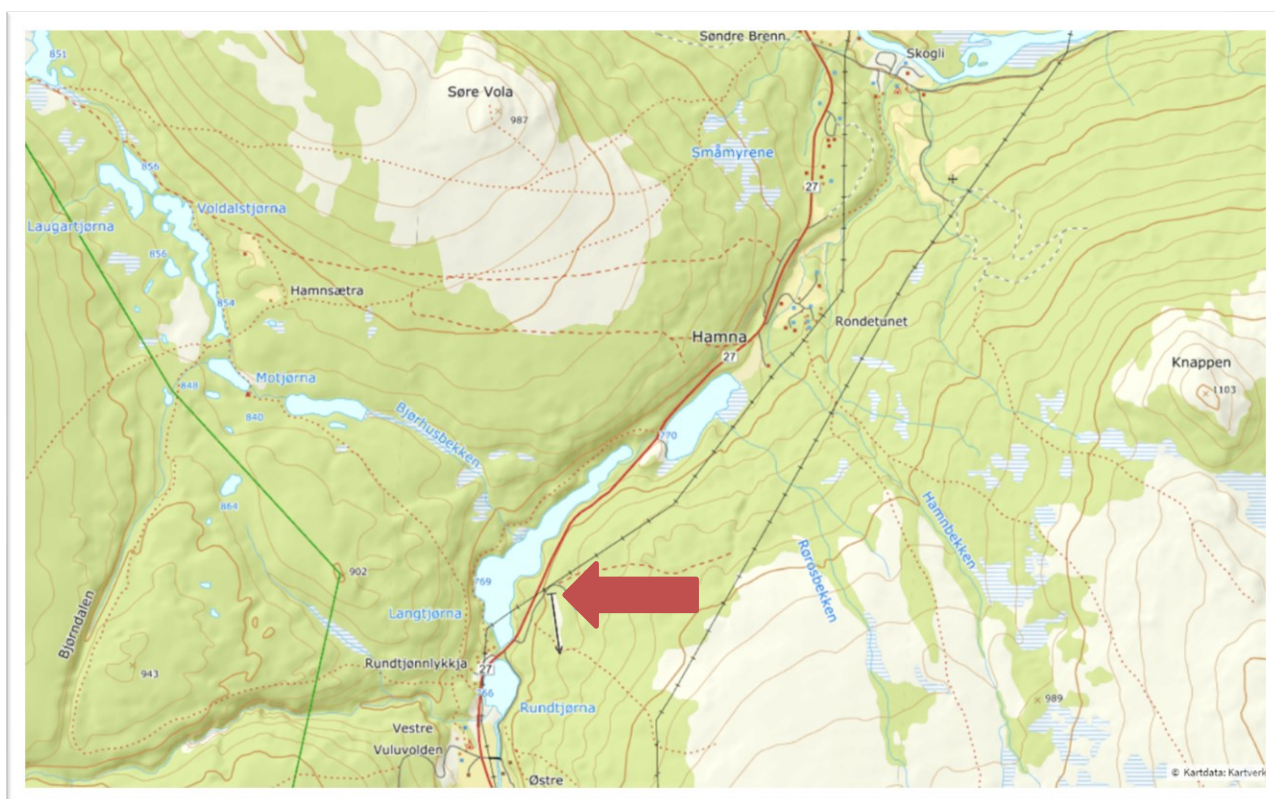 851
Søndre Brenn.
Skogli
Søre Vola
987
Småmyrene
856
27
Voldalstjørna
Laugartjørna
856
Hamnsætra
854
Rondetunet
Hamna
27
Knappen
1103
Motjørna
848
840
Bjørhusbekken
770
864
Hamnbekken
Rørosbekken
902
769
Langtjørna
Bjørndalen
Rundtjønnlykkja
27
943
766
989
Rundtjørna
Vestre
Vuluvolden
Østre
© Kartdata: Kartverk